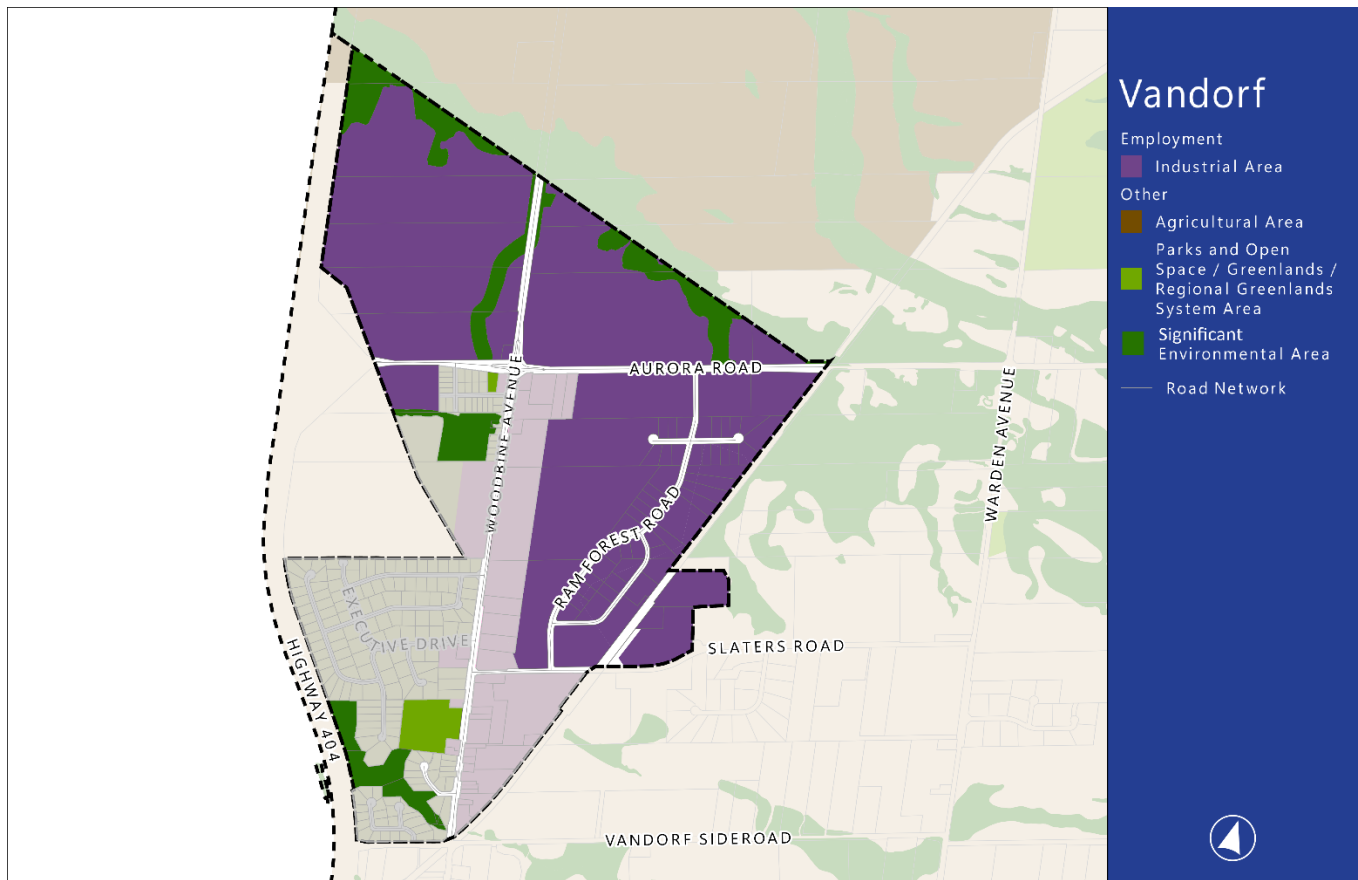 Vandorf
Employment
Industrial Area
Other
Agricultural Area
Parks and Open
Space / Greenlands /
Regional Greenlands
System Area
Significant
Environmental Area
Road Network
AURORA ROAD
WOODBINE AVENUE
WARDEN AVENUE
RAM FOREST ROAD
EXECUTIVE DRIVE
SLATERS ROAD
HIGHWAY 404
VANDORF SIDEROAD